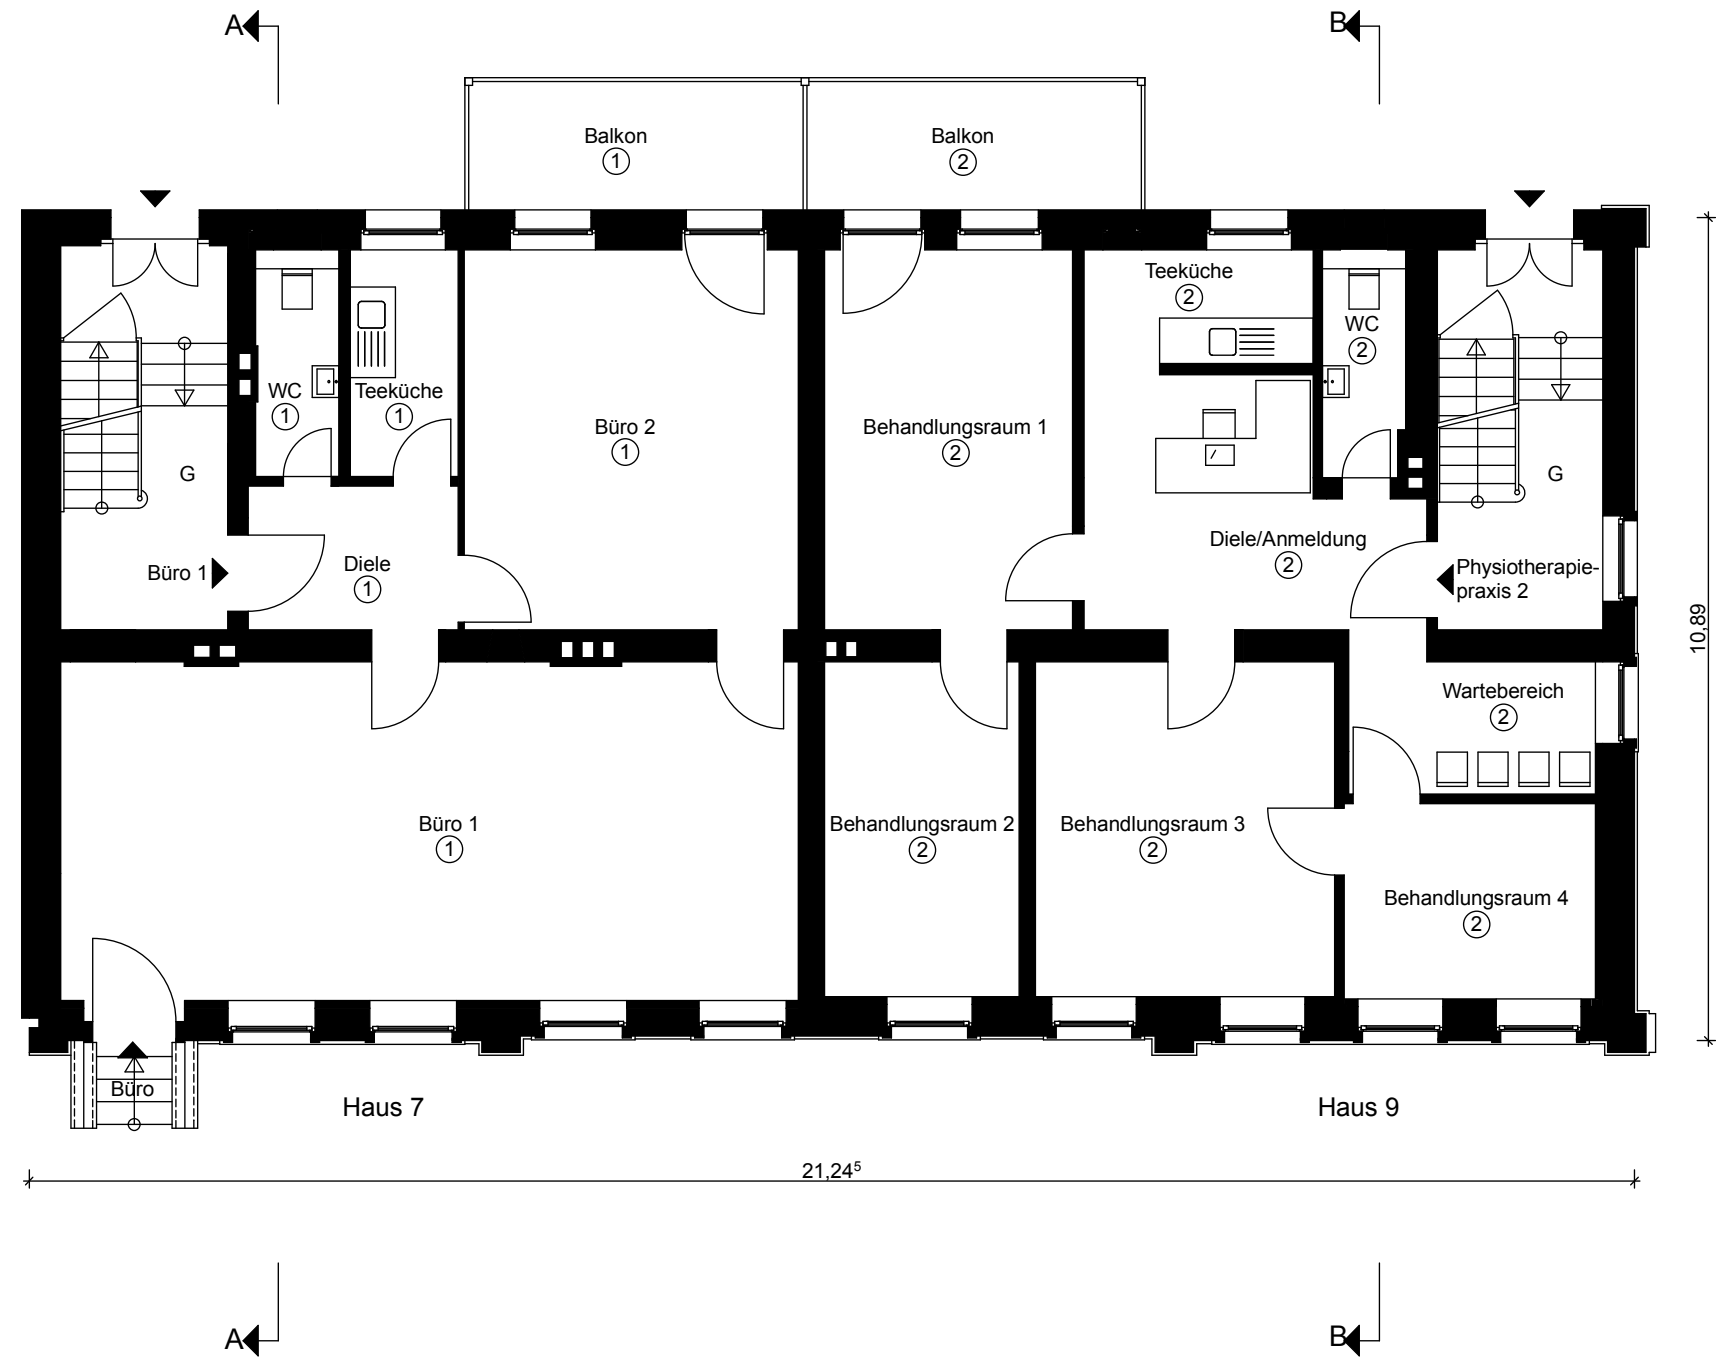 A
B
Balkon
1
Balkon
2
Teeküche
2
WC
2
WC
1
Teeküche
1
Büro 2
1
Behandlungsraum 1
2
G
G
Diele/Anmeldung
2
Büro 1
Diele
1
Physiotherapie-
praxis 2
10,89
Wartebereich
2
Büro 1
1
Behandlungsraum 2
2
Behandlungsraum 3
2
Behandlungsraum 4
2
Büro
Haus 7
Haus 9
21,24⁵
A
B